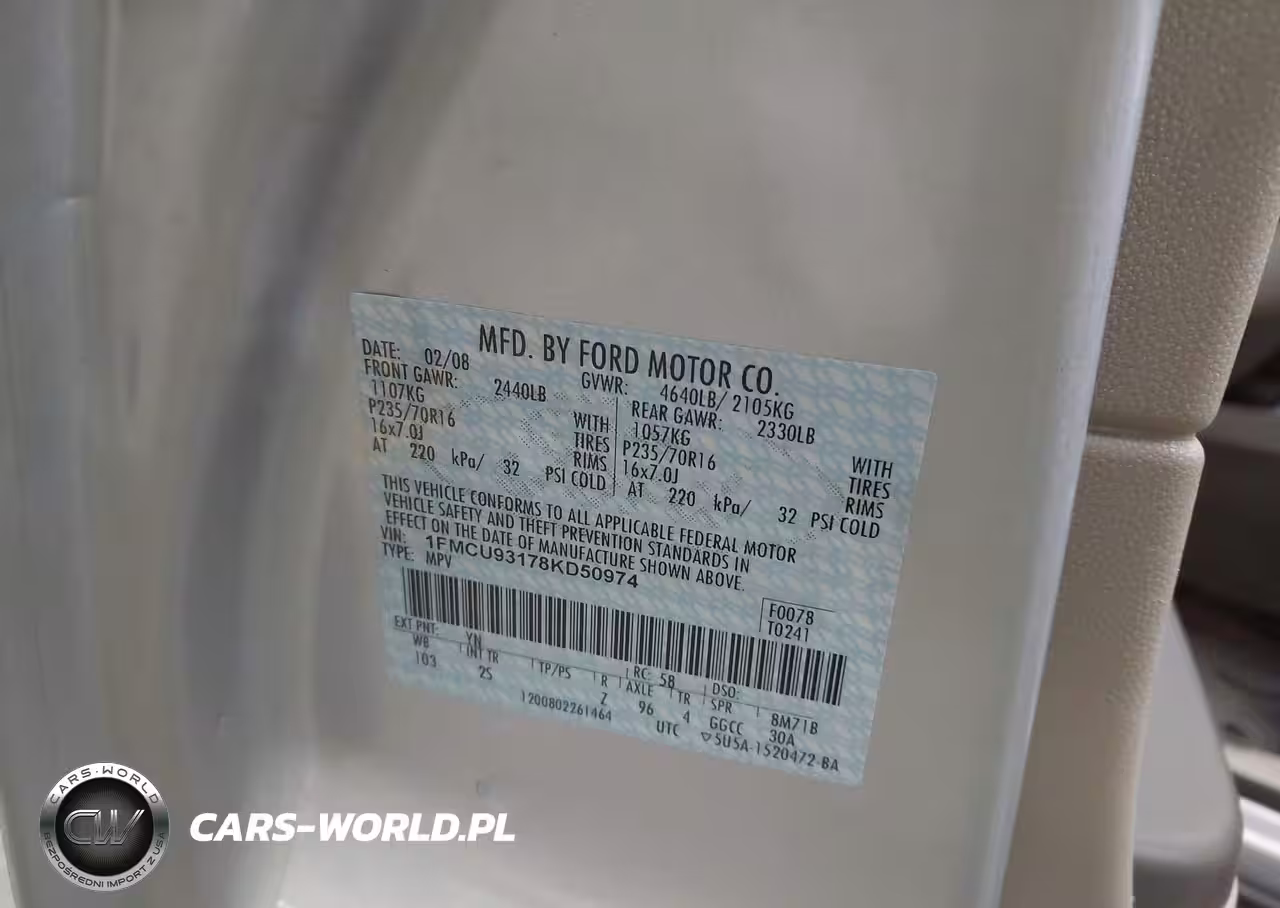 MFD. BY FORD MOTOR CO.
DATE: 02/08 GVWR: 4640LB/ 2105KG
FRONT GAWR: 2440LB REAR GAWR: 2330LB
1107KG WITH 1057KG WITH
P235/70R16 TIRES P235/70R16 TIRES
16x7.0J RIMS 16x7.0J RIMS
AT 220 kPa/ 32 PSI COLD AT 220 kPa/ 32 PSI COLD
THIS VEHICLE CONFORMS TO ALL APPLICABLE FEDERAL MOTOR
VEHICLE SAFETY AND THEFT PREVENTION STANDARDS IN
EFFECT ON THE DATE OF MANUFACTURE SHOWN ABOVE.
VIN: 1FMCU93178KD50974
TYPE: MPV
F0078
T0241
EXT PNT: YN RC: 58 DSO:
WB INT TR TP/PS R AXLE TR SPR 8M71B
103 2S Z 96 4 GGCC 30A
1200802261464 UTC ▽5U5A-1520472-BA
CARS-WORLD
CW
BEZPOŚREDNI IMPORT Z USA
CARS-WORLD.PL